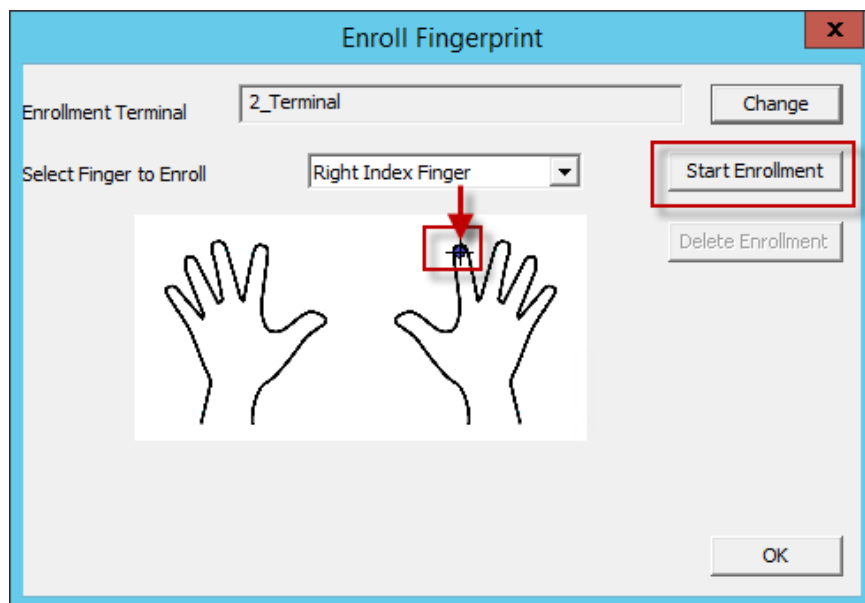 Enroll Fingerprint
x
Enrollment Terminal 2_Terminal Change
Select Finger to Enroll Right Index Finger Start Enrollment
Delete Enrollment
OK